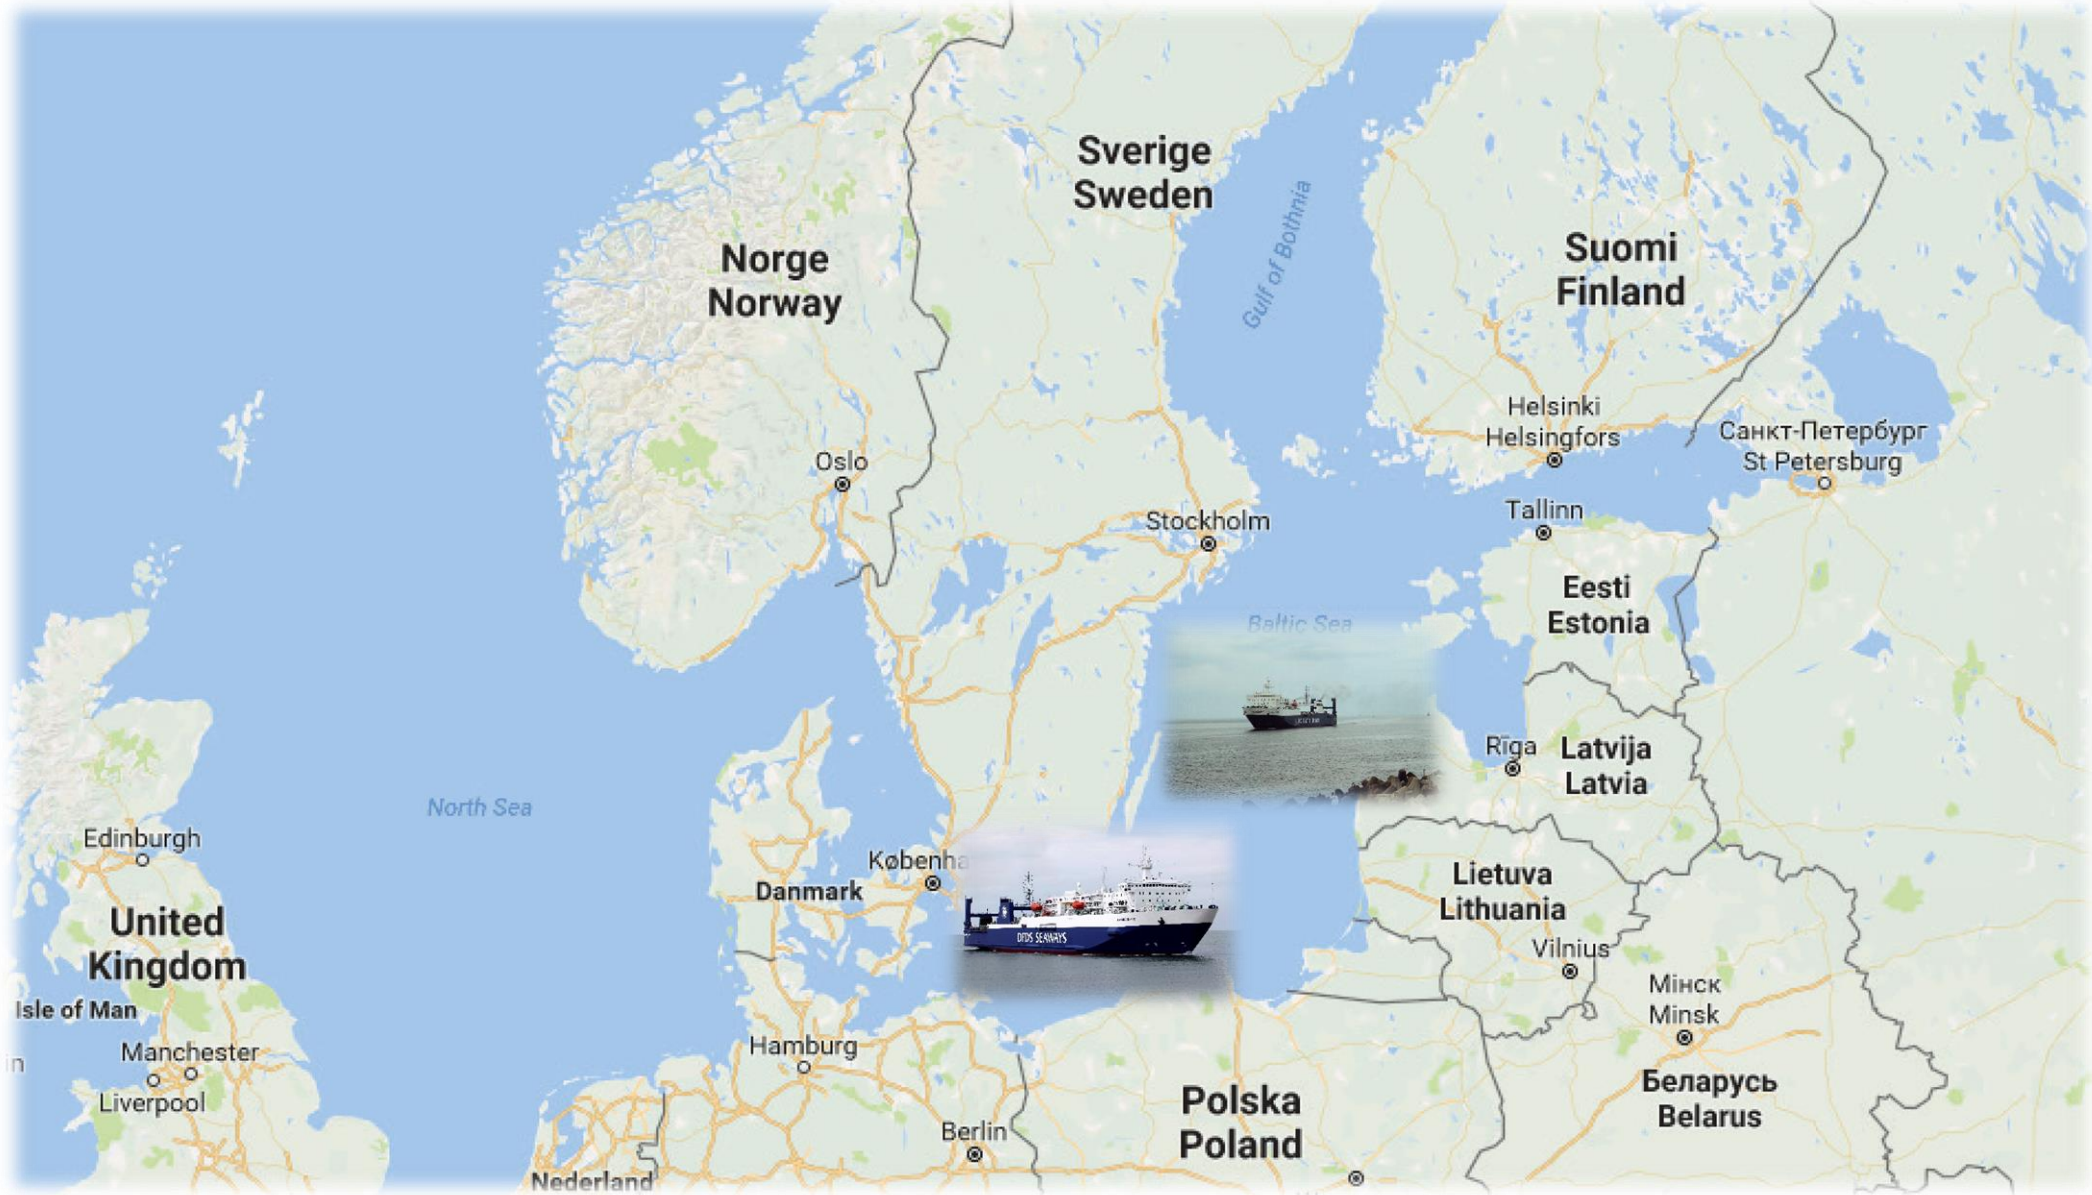 Sverige
Sweden
Gulf of Bothnia
Norge
Norway
Suomi
Finland
Helsinki
Helsingfors
Санкт-Петербург
St Petersburg
Oslo
Stockholm
Tallinn
Eesti
Estonia
Baltic Sea
Rīga
Latvija
Latvia
North Sea
Edinburgh
Københa
Danmark
DFDS SEAWAYS
Lietuva
Lithuania
Vilnius
United
Kingdom
Isle of Man
Мінск
Minsk
Manchester
Liverpool
in
Hamburg
Беларусь
Belarus
Polska
Poland
Berlin
Nederland